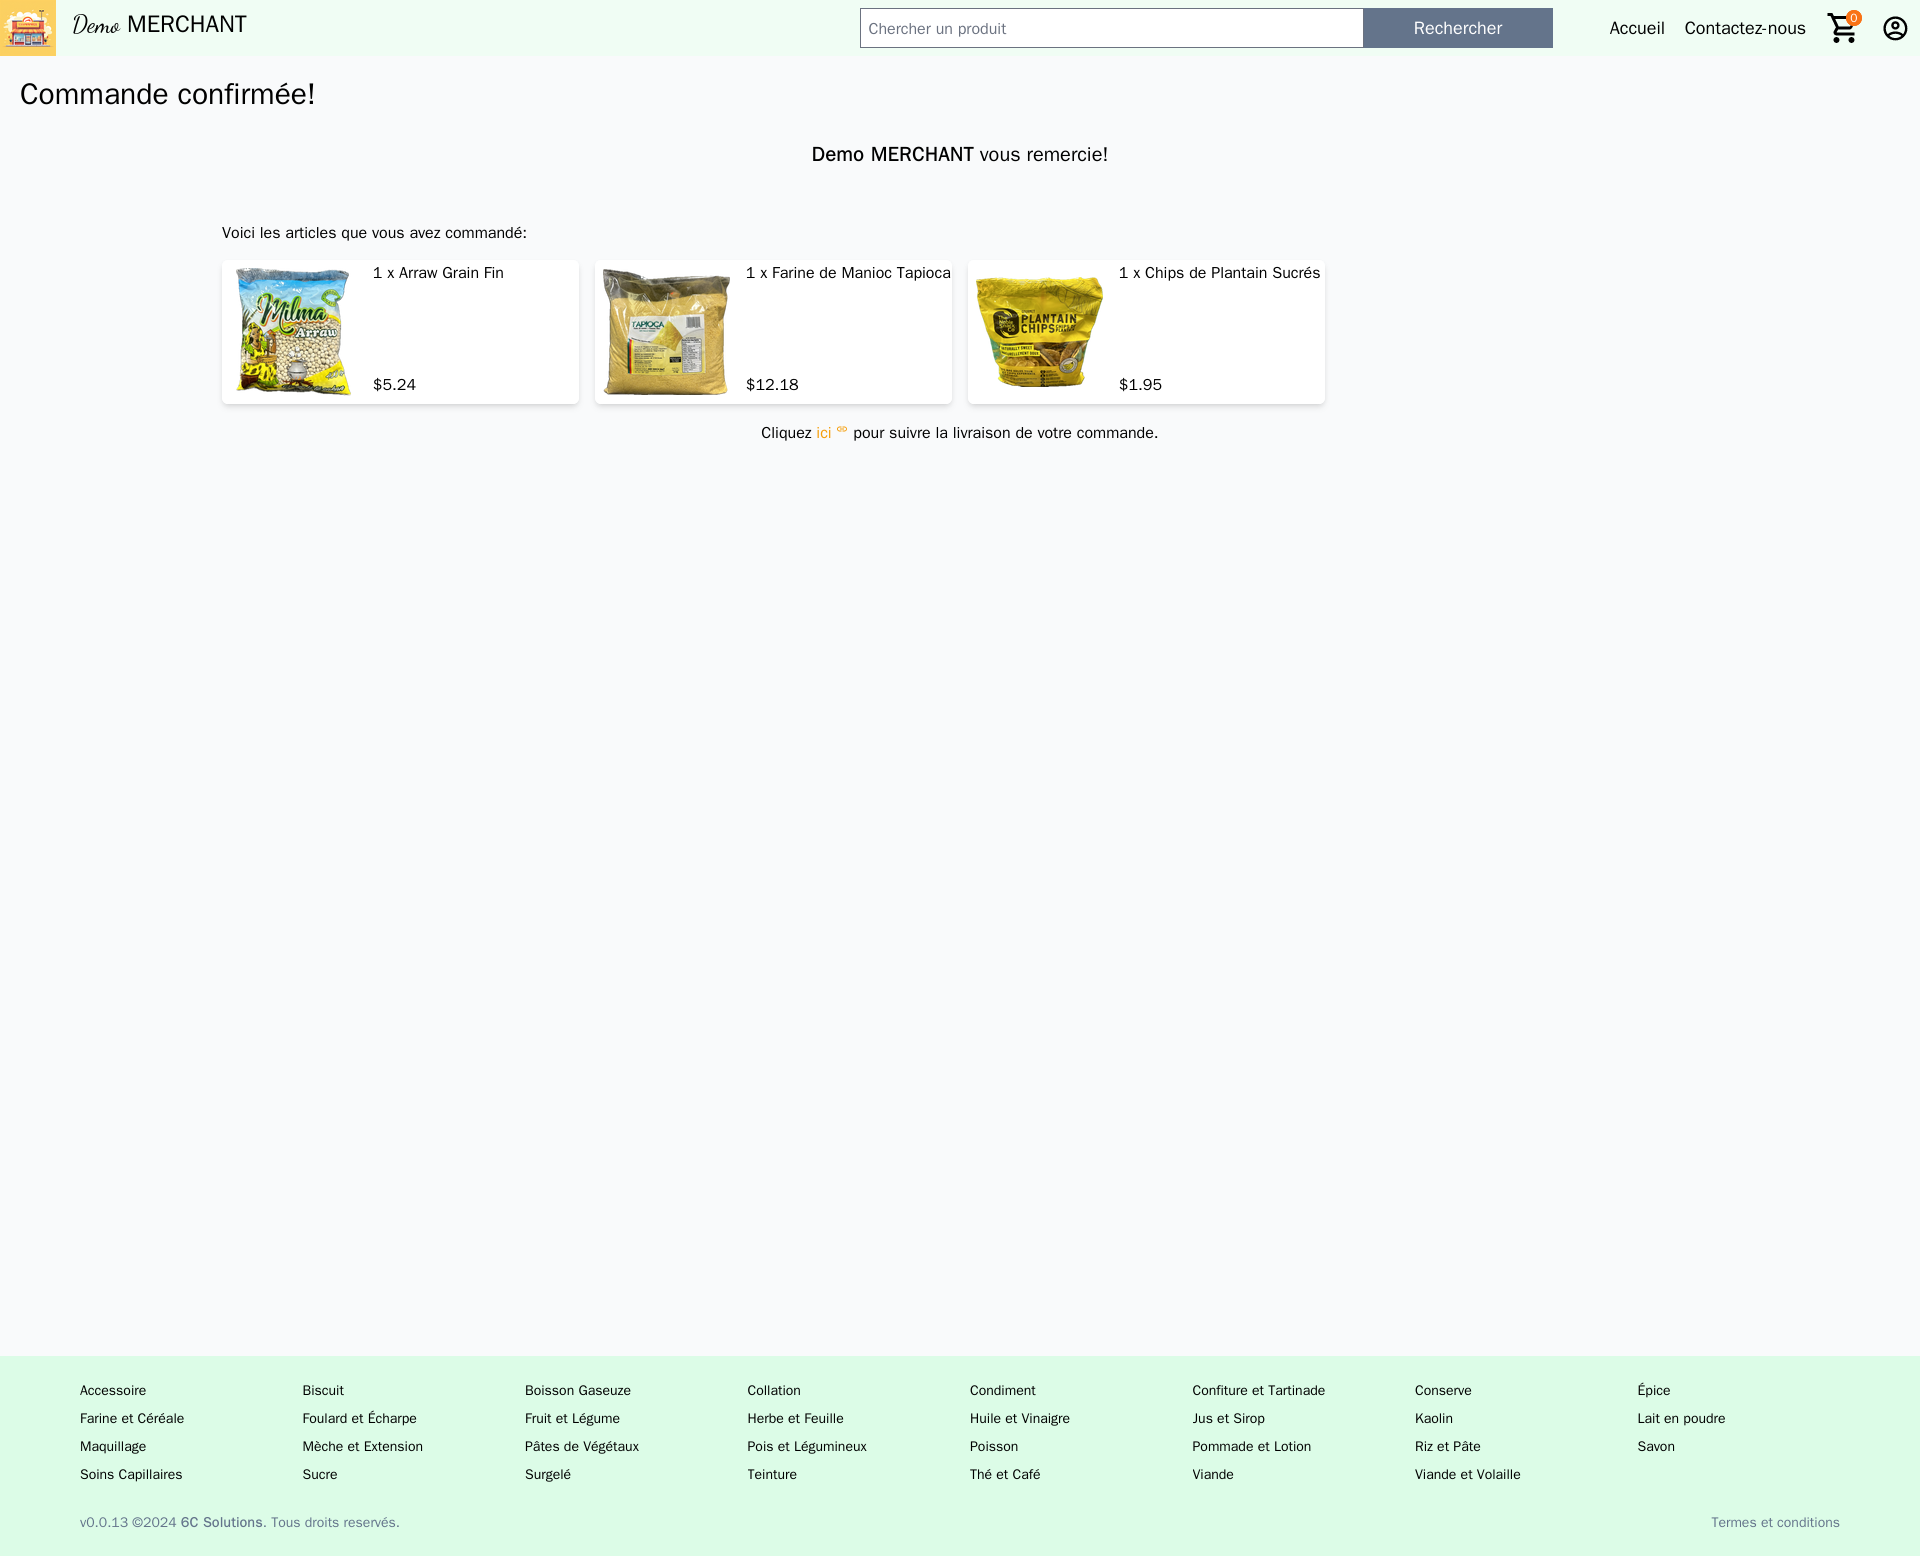 Demo MERCHANT
Chercher un produit
Rechercher
Accueil
Contactez-nous
0
Commande confirmée!
Demo MERCHANT vous remercie!
Voici les articles que vous avez commandé:
1 x Arraw Grain Fin
Milma
Arraw
$5.24
1 x Farine de Manioc Tapioca
TAPIOCA
$12.18
1 x Chips de Plantain Sucrés
PLANTAIN
CHIPS
$1.95
Cliquez ici pour suivre la livraison de votre commande.
Accessoire
Biscuit
Boisson Gaseuze
Collation
Condiment
Confiture et Tartinade
Conserve
Épice
Farine et Céréale
Foulard et Écharpe
Fruit et Légume
Herbe et Feuille
Huile et Vinaigre
Jus et Sirop
Kaolin
Lait en poudre
Maquillage
Mèche et Extension
Pâtes de Végétaux
Pois et Légumineux
Poisson
Pommade et Lotion
Riz et Pâte
Savon
Soins Capillaires
Sucre
Surgelé
Teinture
Thé et Café
Viande
Viande et Volaille
v0.0.13 ©2024 6C Solutions. Tous droits reservés.
Termes et conditions